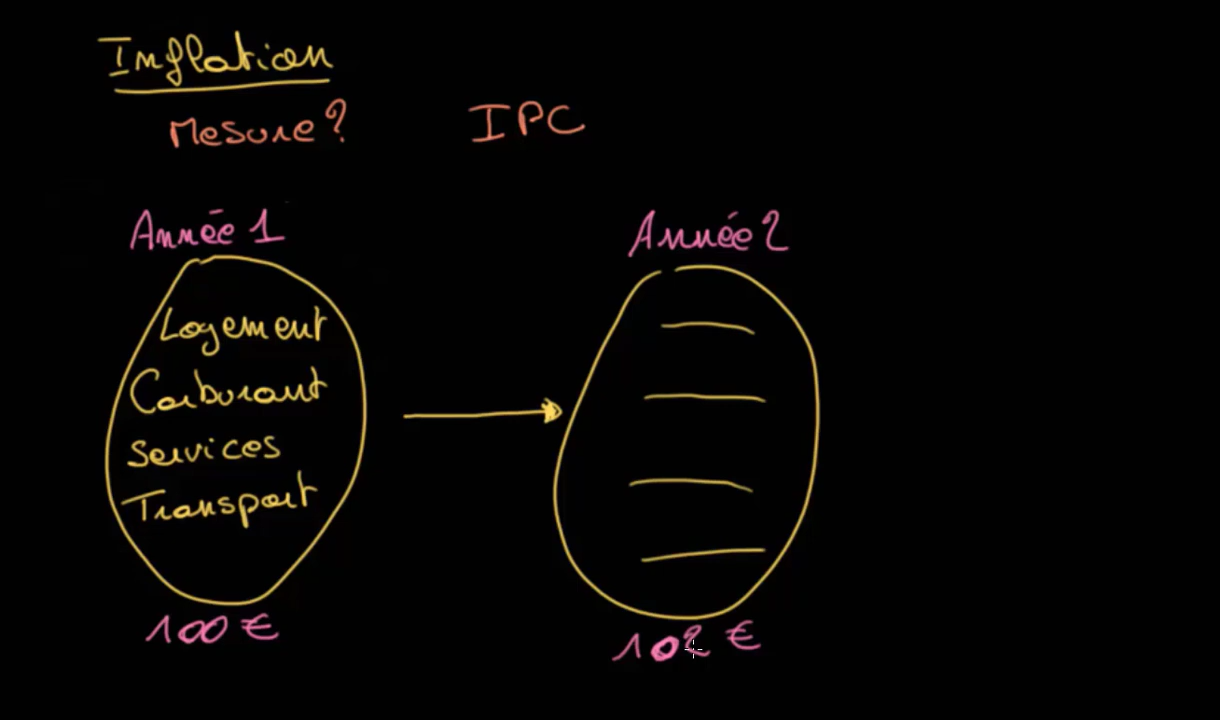 Inflation
Mesure? IPC
Année 1 Année 2
Logement
Carburant
Services
Transport
100 € 102 €